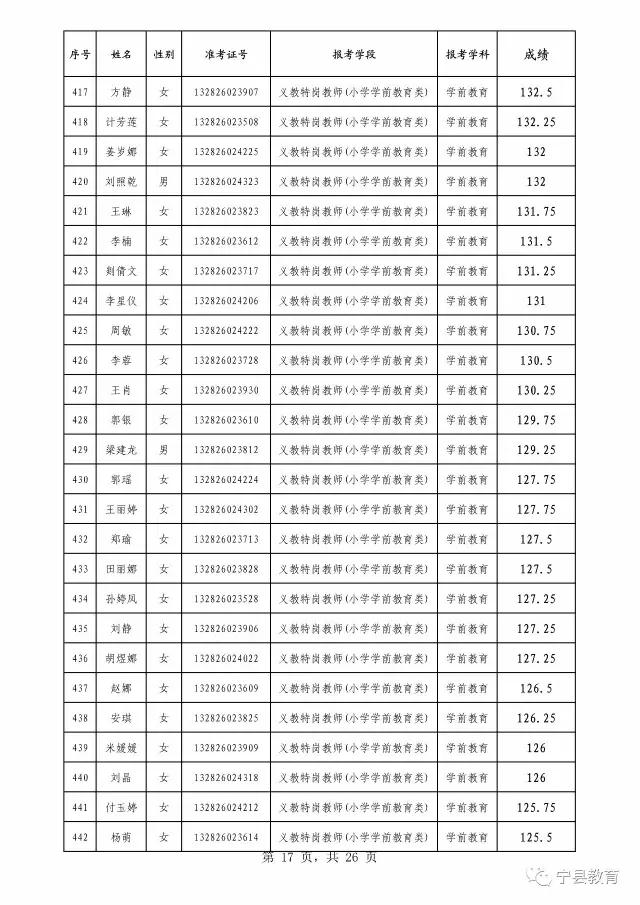 序号 姓名 性别 准考证号 报考学段 报考学科 成绩
417 方静 女 132826023907 义教特岗教师(小学学前教育类) 学前教育 132.5
418 计芳莲 女 132826023508 义教特岗教师(小学学前教育类) 学前教育 132.25
419 姜岁娜 女 132826024225 义教特岗教师(小学学前教育类) 学前教育 132
420 刘照乾 男 132826024323 义教特岗教师(小学学前教育类) 学前教育 132
421 王琳 女 132826023823 义教特岗教师(小学学前教育类) 学前教育 131.75
422 李楠 女 132826023612 义教特岗教师(小学学前教育类) 学前教育 131.5
423 剡倩文 女 132826023717 义教特岗教师(小学学前教育类) 学前教育 131.25
424 李星仪 女 132826024206 义教特岗教师(小学学前教育类) 学前教育 131
425 周敏 女 132826024222 义教特岗教师(小学学前教育类) 学前教育 130.75
426 李蓉 女 132826023728 义教特岗教师(小学学前教育类) 学前教育 130.5
427 王肖 女 132826023930 义教特岗教师(小学学前教育类) 学前教育 130.25
428 郭银 女 132826023610 义教特岗教师(小学学前教育类) 学前教育 129.75
429 梁建龙 男 132826023812 义教特岗教师(小学学前教育类) 学前教育 129.25
430 郭瑶 女 132826024224 义教特岗教师(小学学前教育类) 学前教育 127.75
431 王丽婷 女 132826024302 义教特岗教师(小学学前教育类) 学前教育 127.75
432 郑瑜 女 132826023713 义教特岗教师(小学学前教育类) 学前教育 127.5
433 田丽娜 女 132826023828 义教特岗教师(小学学前教育类) 学前教育 127.5
434 孙婷凤 女 132826023528 义教特岗教师(小学学前教育类) 学前教育 127.25
435 刘静 女 132826023906 义教特岗教师(小学学前教育类) 学前教育 127.25
436 胡煜娜 女 132826024022 义教特岗教师(小学学前教育类) 学前教育 127.25
437 赵娜 女 132826023609 义教特岗教师(小学学前教育类) 学前教育 126.5
438 安琪 女 132826023825 义教特岗教师(小学学前教育类) 学前教育 126.25
439 米媛媛 女 132826023909 义教特岗教师(小学学前教育类) 学前教育 126
440 刘晶 女 132826024318 义教特岗教师(小学学前教育类) 学前教育 126
441 付玉婷 女 132826024212 义教特岗教师(小学学前教育类) 学前教育 125.75
442 杨萌 女 132826023614 义教特岗教师(小学学前教育类) 学前教育 125.5
第 17 页，共 26 页
宁县教育